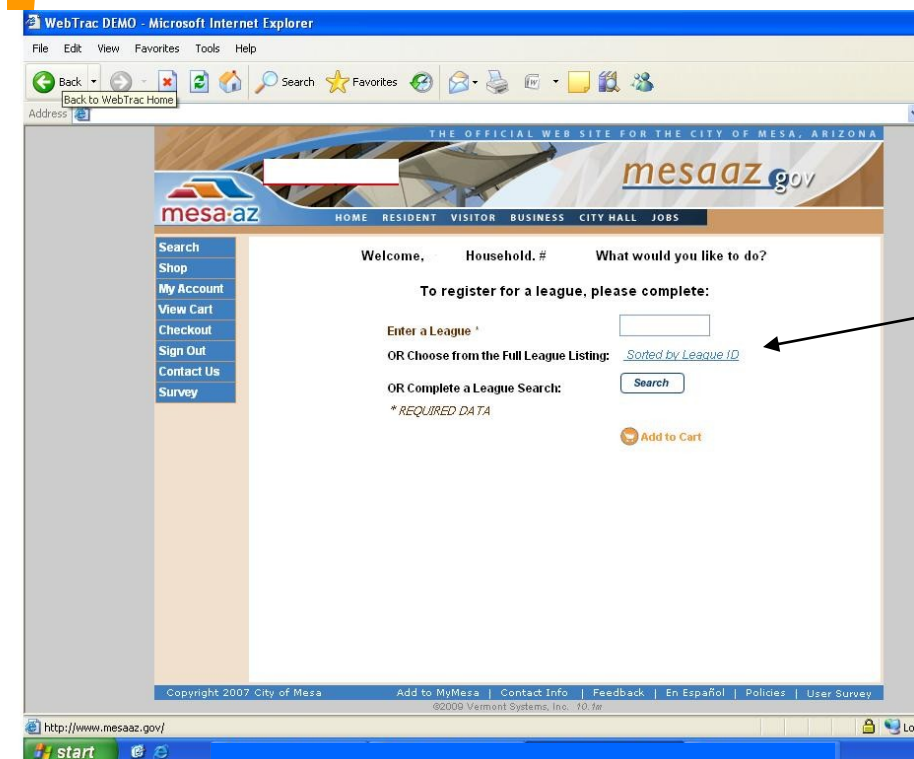 WebTrac DEMO - Microsoft Internet Explorer
File Edit View Favorites Tools Help
Back Search Favorites
Back to WebTrac Home
Address
THE OFFICIAL WEB SITE FOR THE CITY OF MESA, ARIZONA
mesaaz gov
mesa-az
HOME RESIDENT VISITOR BUSINESS CITY HALL JOBS
Search
Shop
My Account
View Cart
Checkout
Sign Out
Contact Us
Survey
Welcome, Household. # What would you like to do?
To register for a league, please complete:
Enter a League *
OR Choose from the Full League Listing: Sorted by League ID
OR Complete a League Search: Search
* REQUIRED DATA
Add to Cart
Copyright 2007 City of Mesa Add to MyMesa | Contact Info | Feedback | En Español | Policies | User Survey
©2009 Vermont Systems, Inc. 10.1w
http://www.mesaaz.gov/ Lo
start